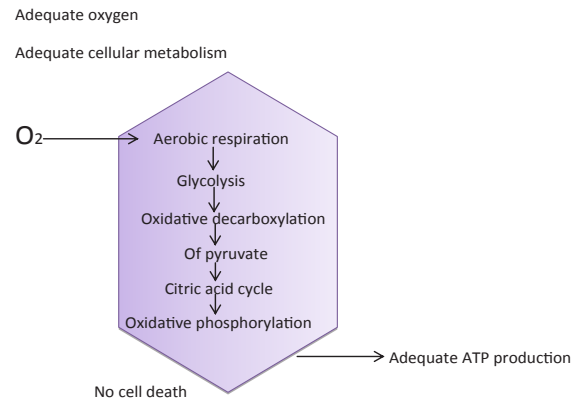 Adequate oxygen
Adequate cellular metabolism
O2
Aerobic respiration
Glycolysis
Oxidative decarboxylation
Of pyruvate
Citric acid cycle
Oxidative phosphorylation
Adequate ATP production
No cell death